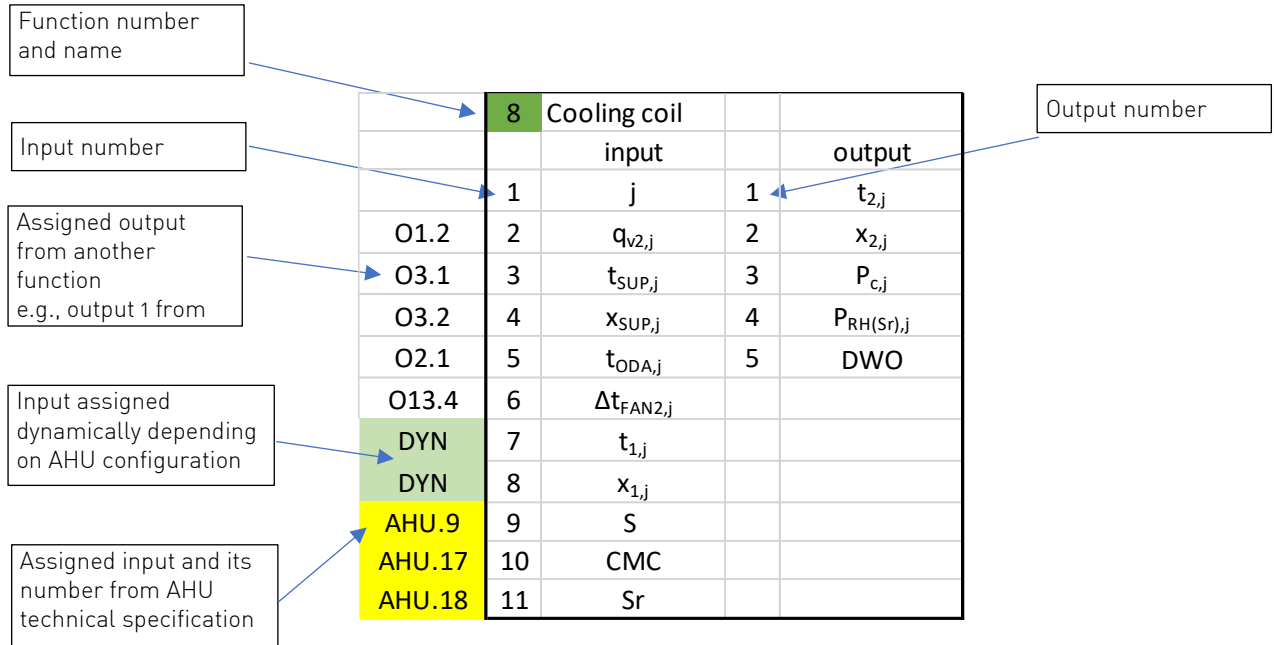 Function number
and name
Input number
Assigned output
from another
function
e.g., output 1 from
Input assigned
dynamically depending
on AHU configuration
Assigned input and its
number from AHU
technical specification
8 Cooling coil
input output
1 j 1 t2,j
O1.2 2 qv2,j 2 x2,j
O3.1 3 tSUP,j 3 Pc,j
O3.2 4 xSUP,j 4 PRH(Sr),j
O2.1 5 tODA,j 5 DWO
O13.4 6 ΔtFAN2,j
DYN 7 t1,j
DYN 8 x1,j
AHU.9 9 S
AHU.17 10 CMC
AHU.18 11 Sr
Output number